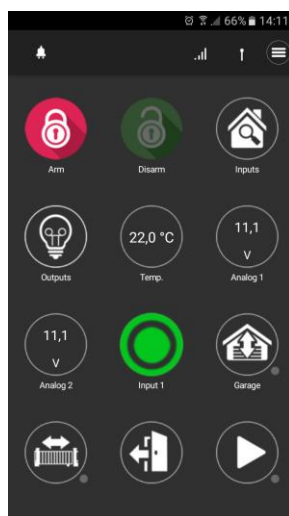 66% 14:11
Arm Disarm Inputs
22,0 °C 11,1
V
Outputs Temp. Analog 1
11,1
V
Analog 2 Input 1 Garage